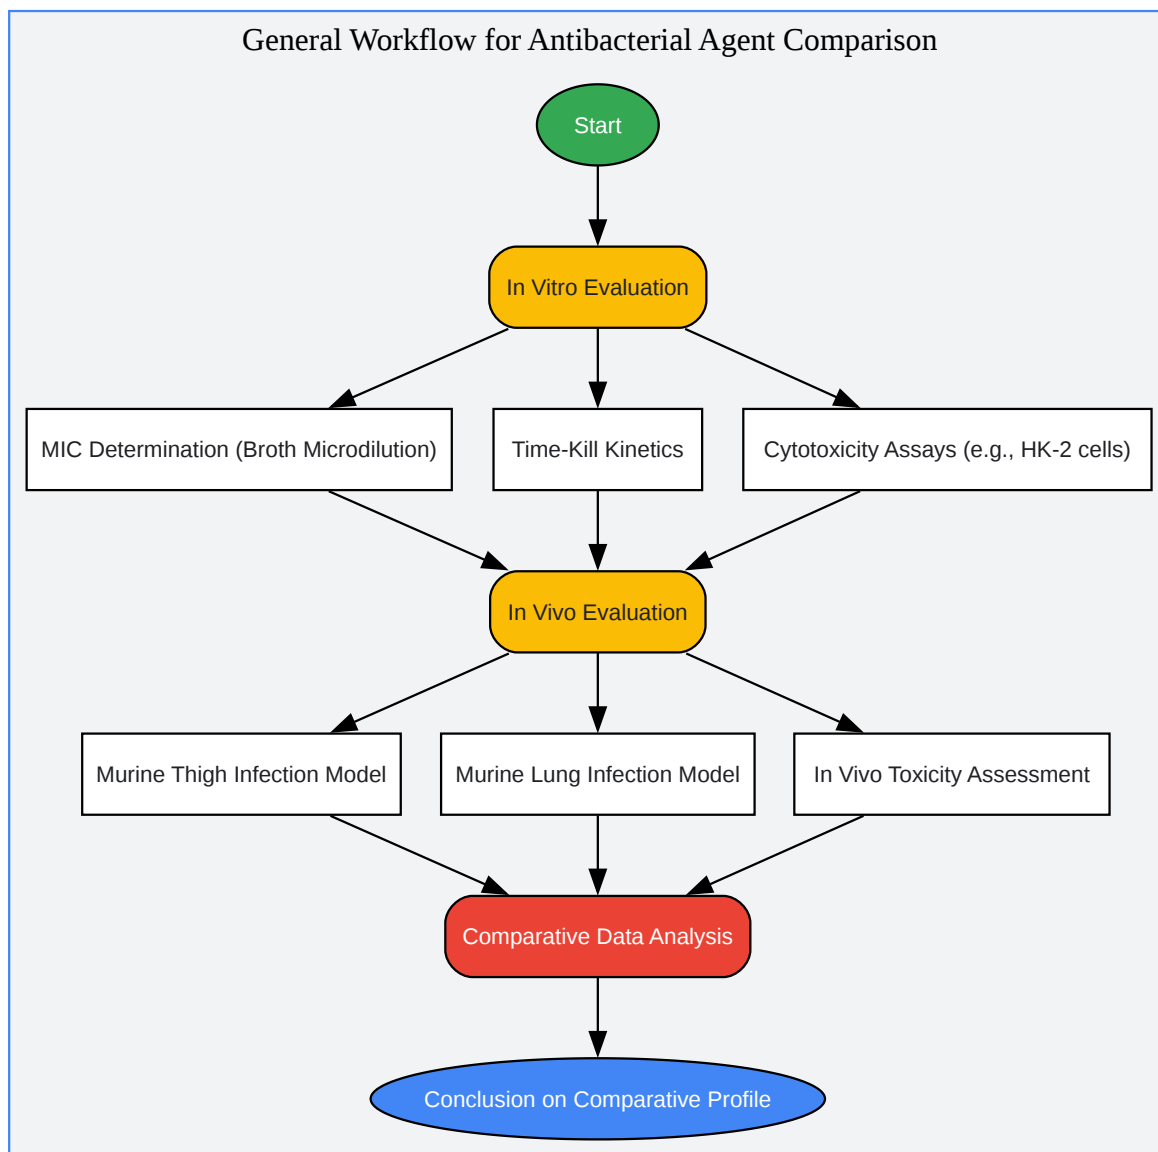 General Workflow for Antibacterial Agent Comparison
Start
In Vitro Evaluation
MIC Determination (Broth Microdilution)
Time-Kill Kinetics
Cytotoxicity Assays (e.g., HK-2 cells)
In Vivo Evaluation
Murine Thigh Infection Model
Murine Lung Infection Model
In Vivo Toxicity Assessment
Comparative Data Analysis
Conclusion on Comparative Profile